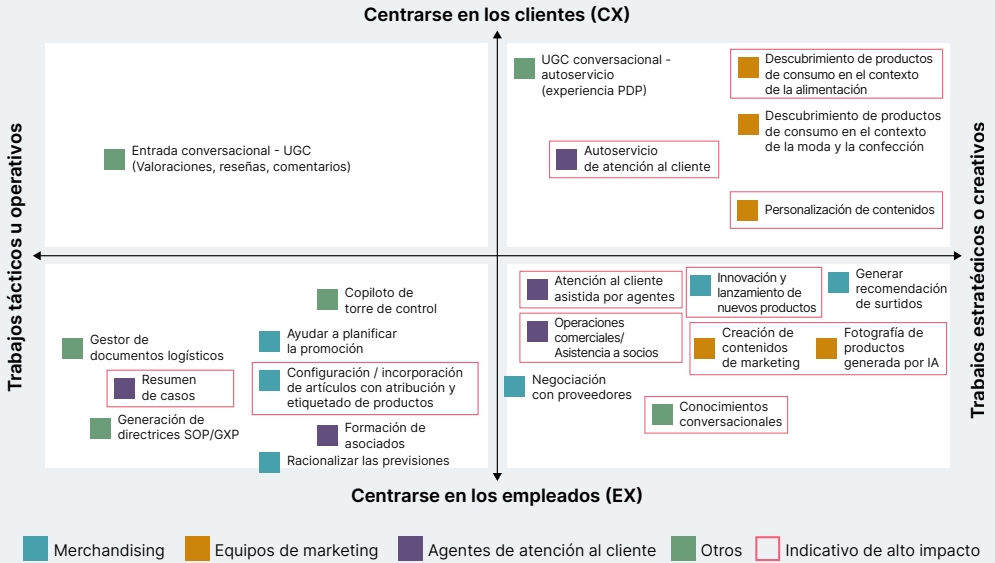 Centrarse en los clientes (CX)
Trabajos tácticos u operativos
Trabaios estratédicos o creativos
Entrada conversacional - UGC
(Valoraciones, reseñas, comentarios)
UGC conversacional -
autoservicio
(experiencia PDP)
Descubrimiento de productos
de consumo en el contexto
de la alimentación
Descubrimiento de productos
de consumo en el contexto
de la moda y la confección
Autoservicio
de atención al cliente
Personalización de contenidos
Copiloto de
torre de control
Ayudar a planificar
la promoción
Gestor de
documentos logísticos
Resumen
de casos
Configuración / incorporación
de artículos con atribución y
etiquetado de productos
Generación de
directrices SOP/GXP
Formación de
asociados
Racionalizar las previsiones
Atención al cliente
asistida por agentes
Innovación y
lanzamiento de
nuevos productos
Generar
recomendación
de surtidos
Operaciones
comerciales/
Asistencia a socios
Creación de
contenidos
de marketing
Fotografía de
productos
generada por IA
Negociación
con proveedores
Conocimientos
conversacionales
Centrarse en los empleados (EX)
Merchandising
Equipos de marketing
Agentes de atención al cliente
Otros
Indicativo de alto impacto